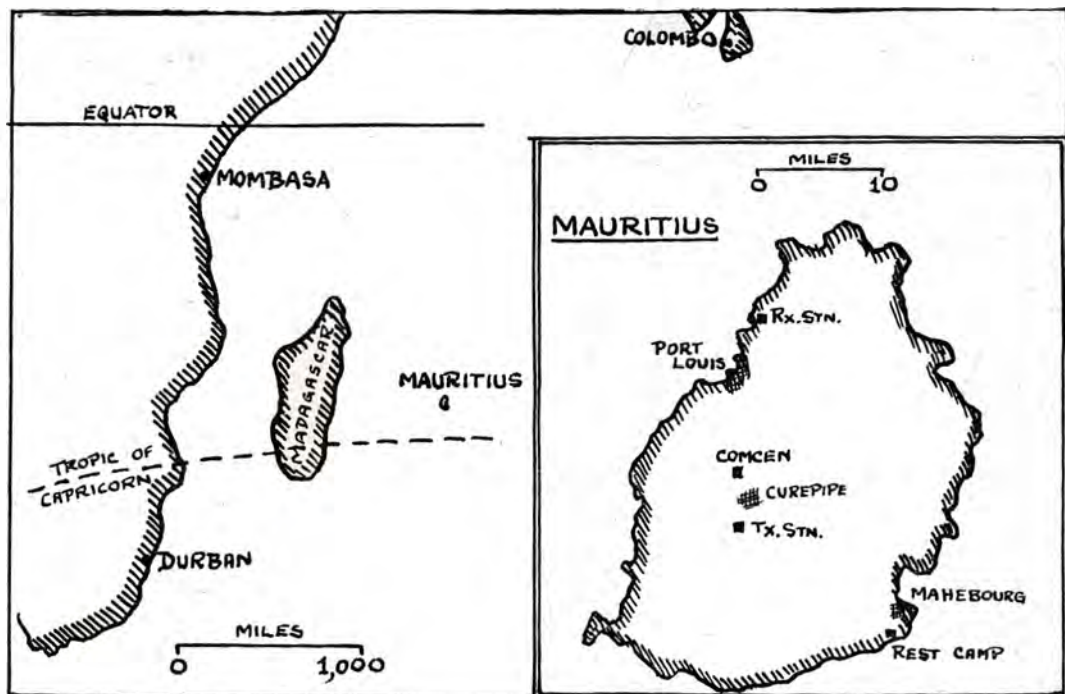 COLOMBO
EQUATOR
MOMBASA
MADAGASCAR
MAURITIUS
TROPIC OF
CAPRICORN
DURBAN
MILES
0 1,000
MILES
0 10
MAURITIUS
RX. STN.
PORT
LOUIS
COMCEN
CUREPIPE
TX. STN.
MAHEBOURG
REST CAMP